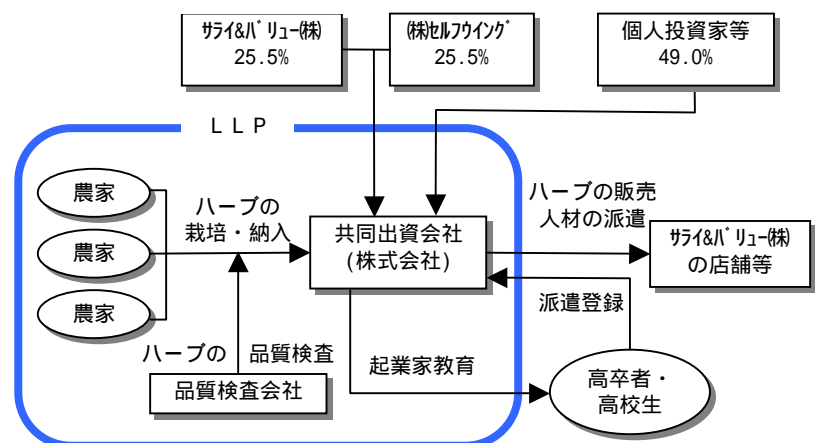 ｻﾗｲ&ﾊﾞﾘｭｰ㈱
25.5%
㈱ｾﾙﾌｳｲﾝｸﾞ
25.5%
個人投資家等
49.0%
ＬＬＰ
農家
農家
農家
ハーブの
栽培・納入
共同出資会社
(株式会社)
ハーブの販売
人材の派遣
ｻﾗｲ&ﾊﾞﾘｭｰ㈱
の店舗等
派遣登録
ハーブの 品質検査
品質検査会社
起業家教育
高卒者・
高校生